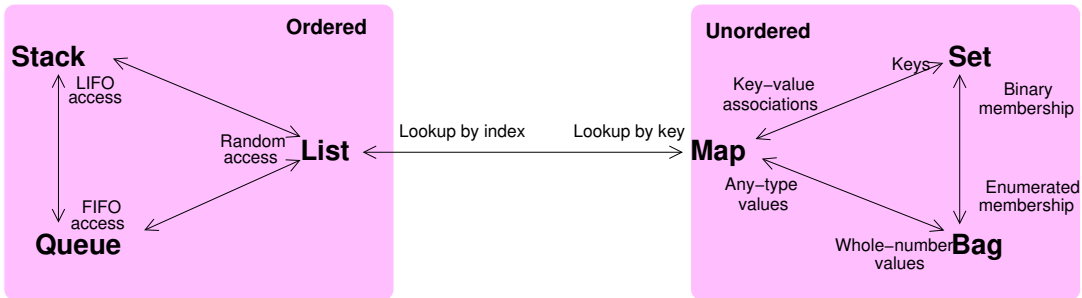 Ordered
Stack
LIFO
access
Random
access
List
FIFO
access
Queue
Lookup by index
Lookup by key
Unordered
Set
Keys
Key−value
associations
Binary
membership
Map
Any−type
values
Enumerated
membership
Whole−number
values
Bag